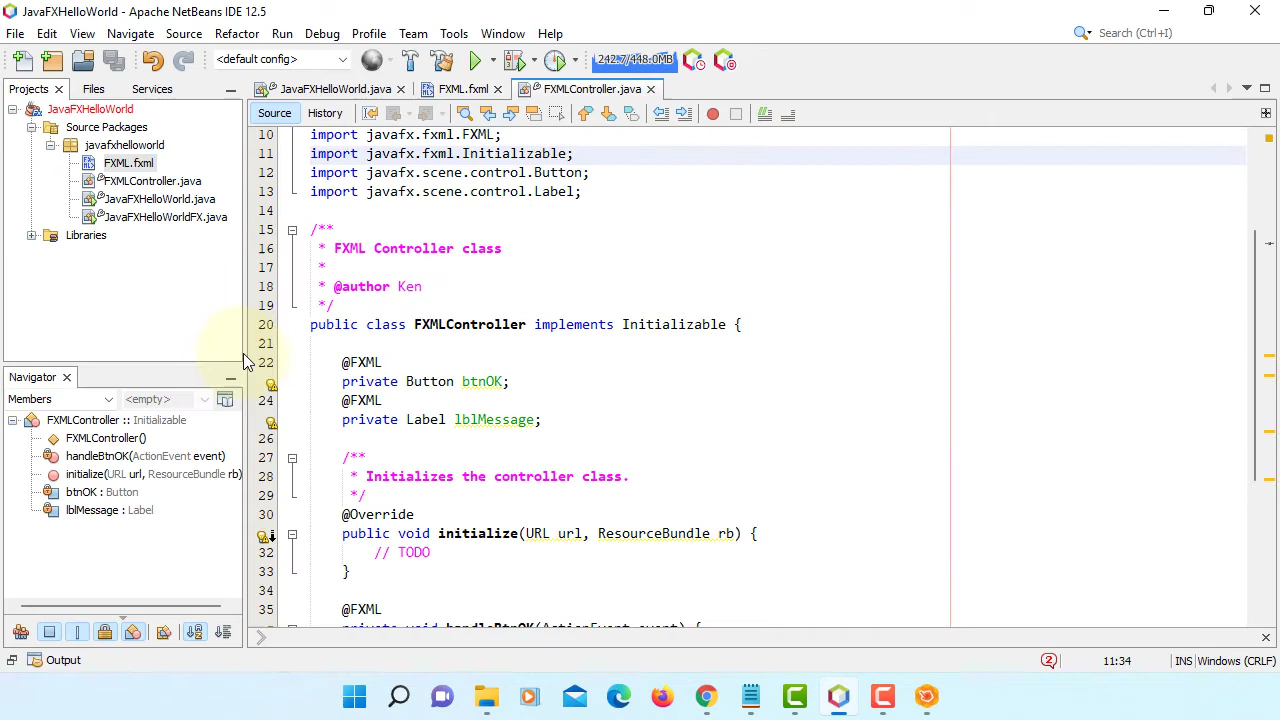 JavaFXHelloWorld - Apache NetBeans IDE 12.5
File Edit View Navigate Source Refactor Run Debug Profile Team Tools Window Help
Search (Ctrl+I)
<default config>
242.7/448.0MB
Projects Files Services
JavaFXHelloWorld.java FXML.fxml FXMLController.java
Source History
JavaFXHelloWorld
Source Packages
javafxhelloworld
FXML.fxml
FXMLController.java
JavaFXHelloWorld.java
JavaFXHelloWorldFX.java
Libraries
Navigator
Members <empty>
FXMLController :: Initializable
FXMLController()
handleBtnOK(ActionEvent event)
initialize(URL url, ResourceBundle rb)
btnOK : Button
lblMessage : Label
10 import javafx.fxml.FXML;
11 import javafx.fxml.Initializable;
12 import javafx.scene.control.Button;
13 import javafx.scene.control.Label;
14
15 /**
16 * FXML Controller class
17 *
18 * @author Ken
19 */
20 public class FXMLController implements Initializable {
21
22 @FXML
private Button btnOK;
24 @FXML
private Label lblMessage;
26
27 /**
28 * Initializes the controller class.
29 */
30 @Override
public void initialize(URL url, ResourceBundle rb) {
32 // TODO
33 }
34
35 @FXML
private void handleBtnOK(ActionEvent event) {
Output
2
11:34
INS
Windows (CRLF)